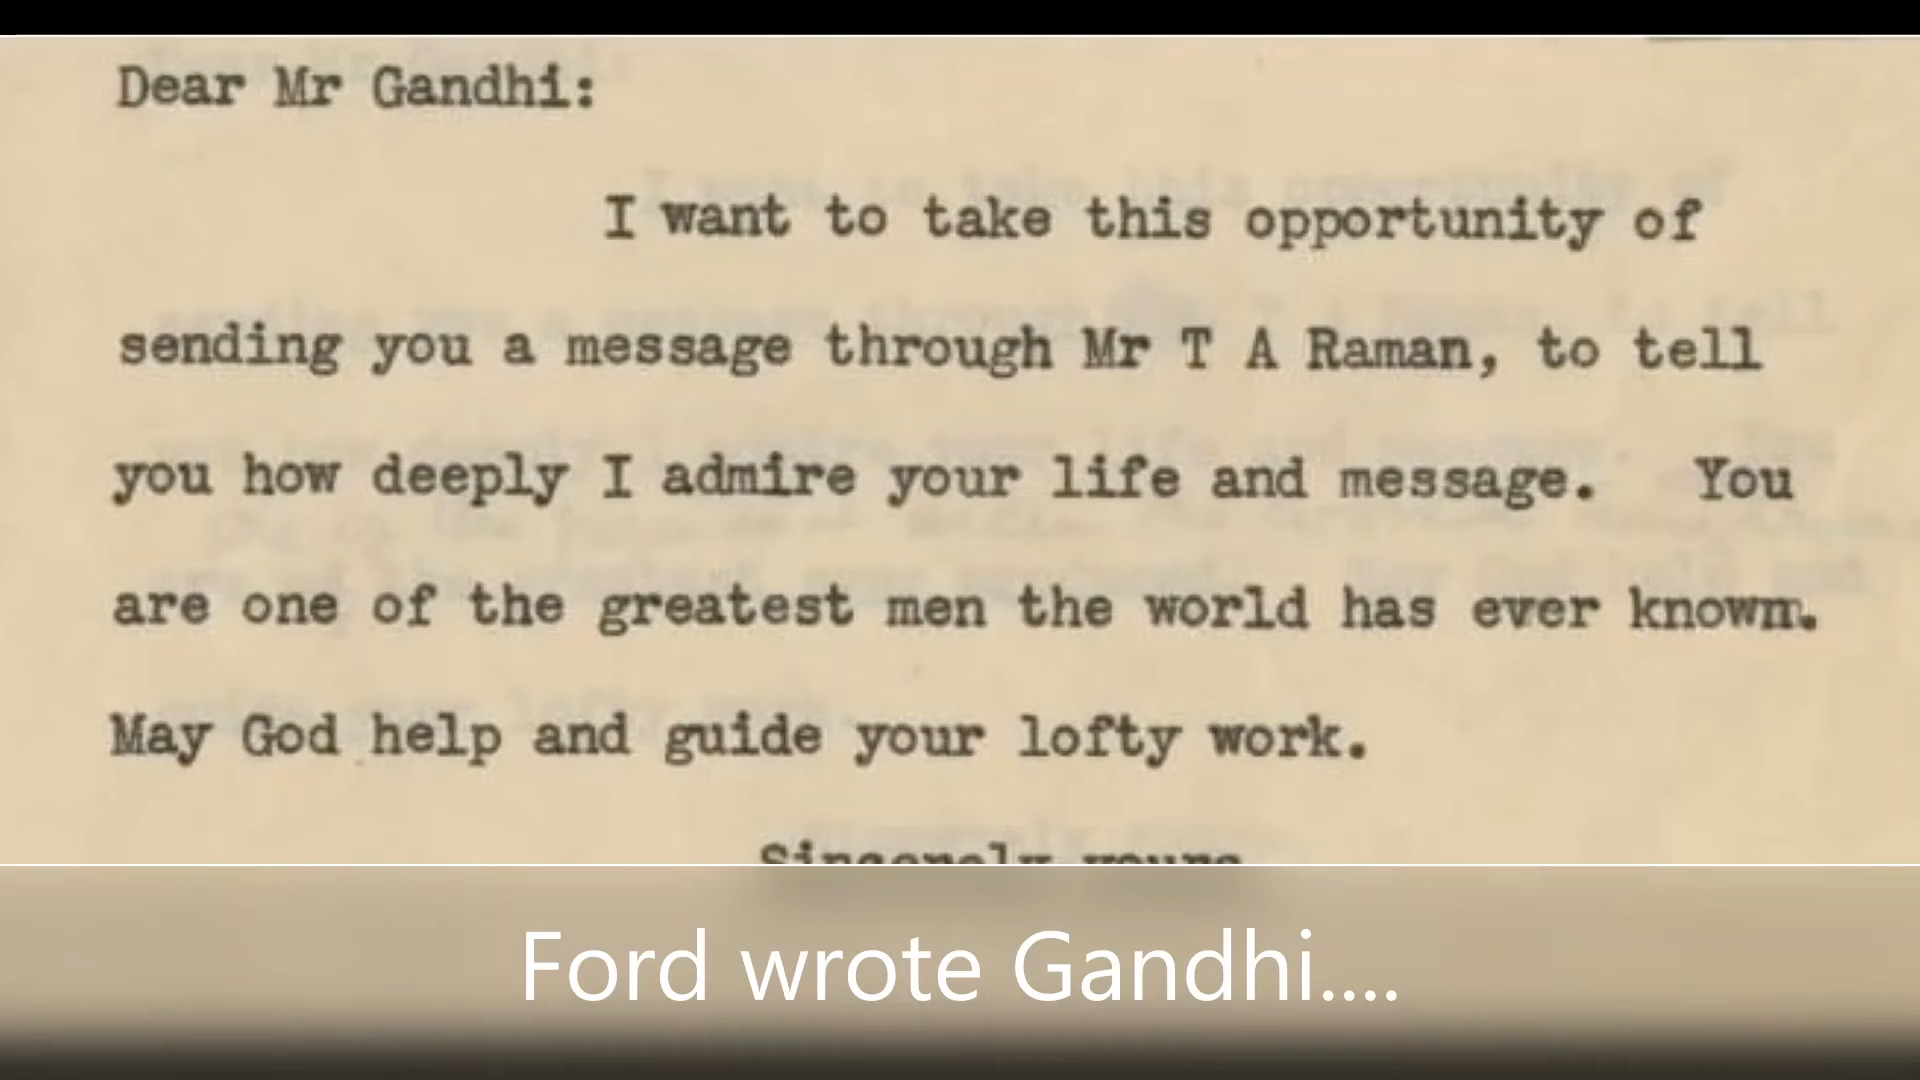 Dear Mr Gandhi:
I want to take this opportunity of
sending you a message through Mr T A Raman, to tell
you how deeply I admire your life and message. You
are one of the greatest men the world has ever known.
May God help and guide your lofty work.
Sincerely yours
Ford wrote Gandhi....